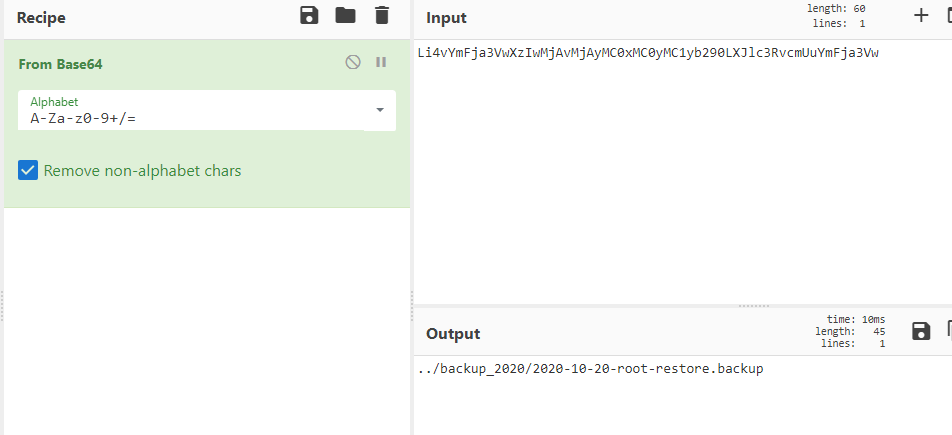 Recipe
From Base64
Alphabet
A-Za-z0-9+/=
Remove non-alphabet chars
Input
length: 60
lines: 1
Li4vYmFja3VwXzIwMjAvMjAyMC0xMC0yMC1yb290LXJlc3RvcmUuYmFja3Vw
Output
time: 10ms
length: 45
lines: 1
../backup_2020/2020-10-20-root-restore.backup